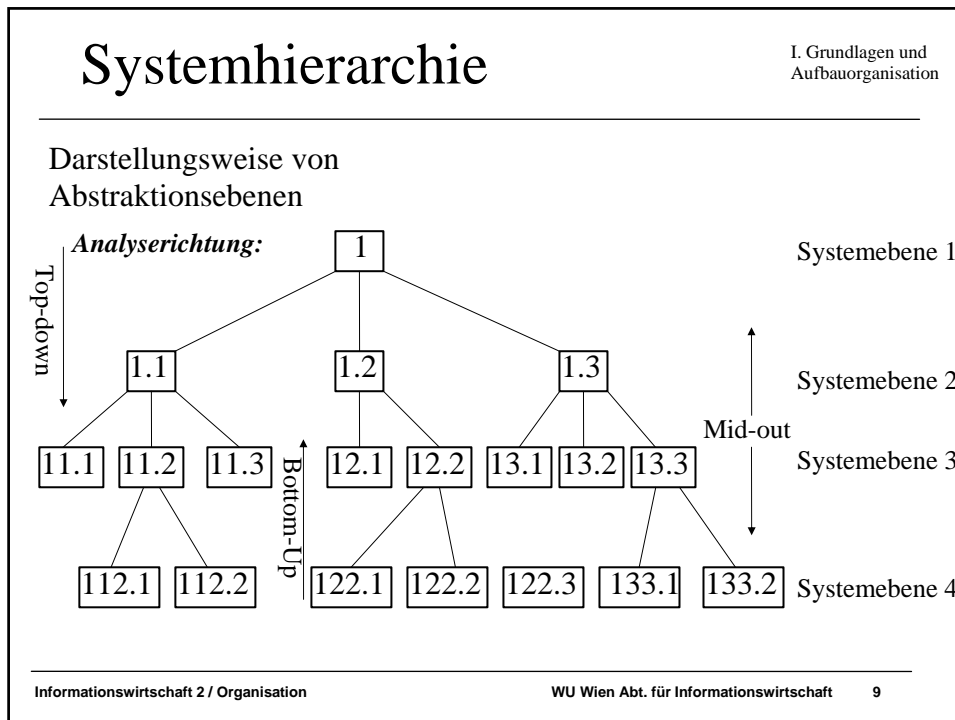 Systemhierarchie
I. Grundlagen und
Aufbauorganisation
Darstellungsweise von
Abstraktionsebenen
Analyserichtung:
Top-down
1
Systemebene 1
1.1 1.2 1.3
Systemebene 2
Mid-out
11.1 11.2 11.3 12.1 12.2 13.1 13.2 13.3
Systemebene 3
Bottom-Up
112.1 112.2 122.1 122.2 122.3 133.1 133.2
Systemebene 4
Informationswirtschaft 2 / Organisation
WU Wien Abt. für Informationswirtschaft 9